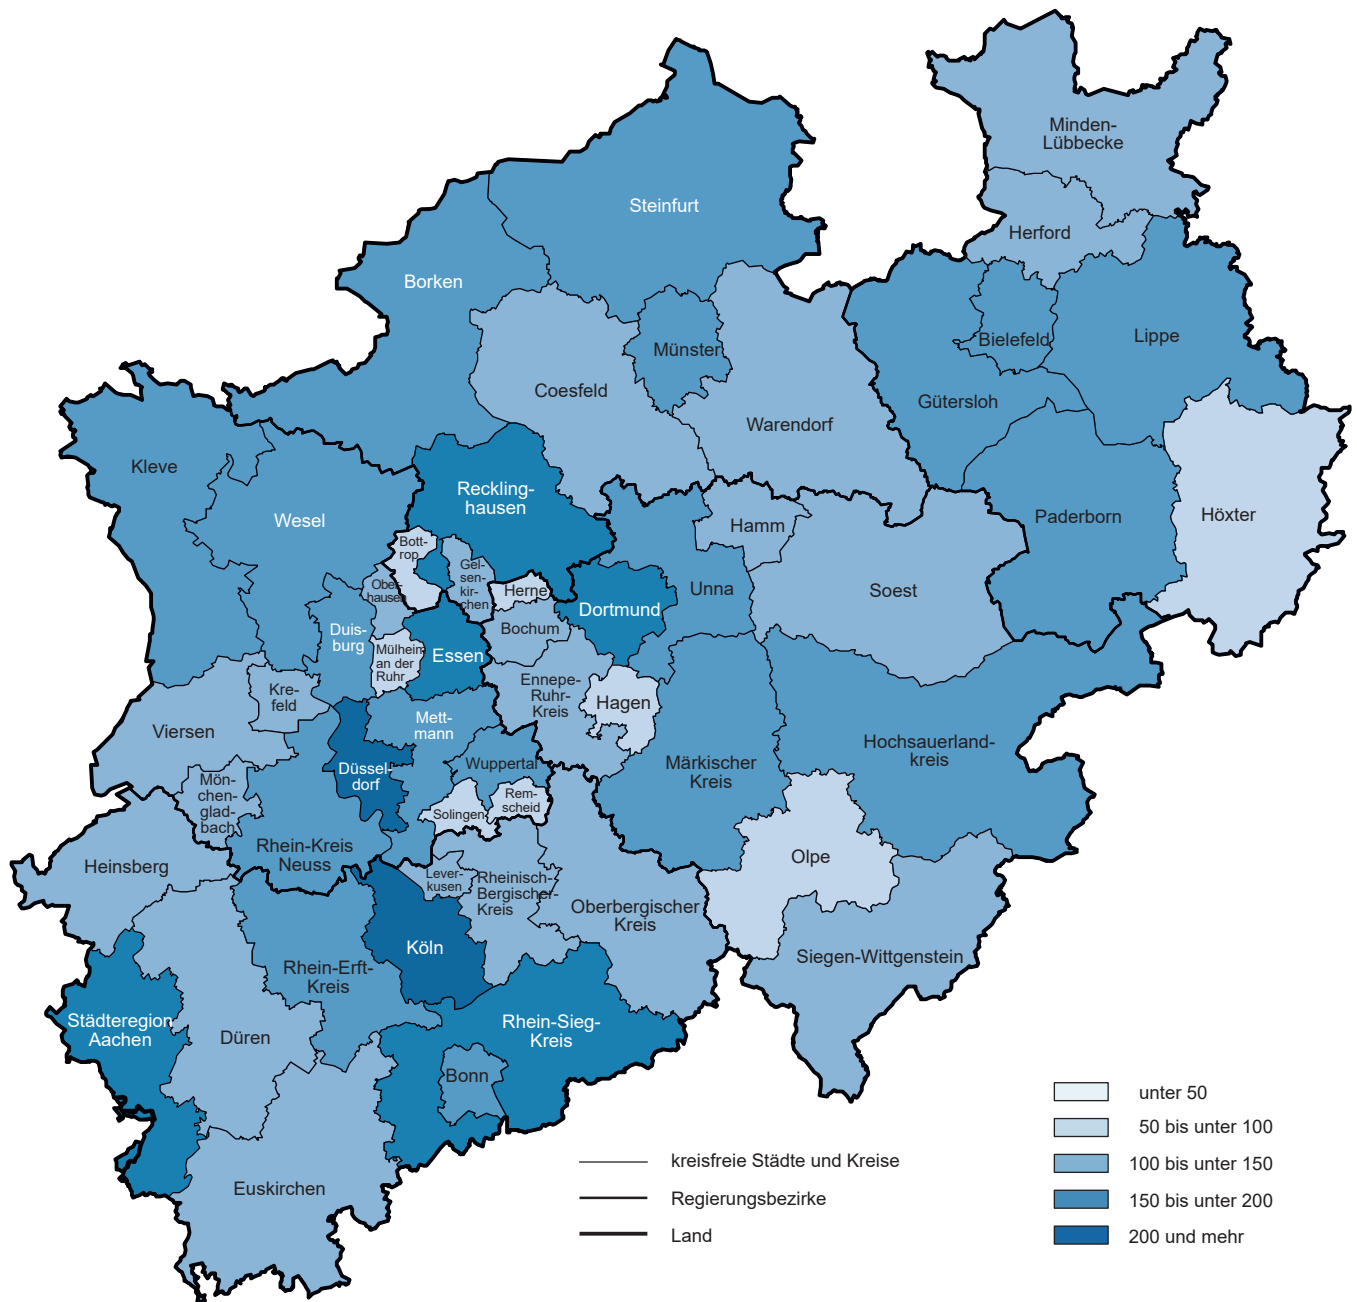 Minden-
Lübbecke
Steinfurt
Herford
Borken
Lippe
Bielefeld
Münster
Coesfeld
Gütersloh
Warendorf
Kleve
Reckling-
hausen
Wesel
Höxter
Paderborn
Hamm
Bott-
rop
Gel-
sen-
kir-
chen
Ober-
hausen
Herne
Unna
Soest
Dortmund
Bochum
Duis-
burg
Mülheim
an der
Ruhr
Essen
Ennepe-
Ruhr-
Kreis
Kre-
feld
Hagen
Mett-
mann
Viersen
Hochsauerland-
kreis
Märkischer
Kreis
Wuppertal
Düssel-
dorf
Mön-
chen-
glad-
bach
Rem-
scheid
Solingen
Rhein-Kreis
Neuss
Olpe
Heinsberg
Lever-
kusen
Rheinisch-
Bergischer-
Kreis
Oberbergischer
Kreis
Köln
Siegen-Wittgenstein
Rhein-Erft-
Kreis
Städteregion
Aachen
Düren
Rhein-Sieg-
Kreis
Bonn
Euskirchen
kreisfreie Städte und Kreise
Regierungsbezirke
Land
unter 50
50 bis unter 100
100 bis unter 150
150 bis unter 200
200 und mehr